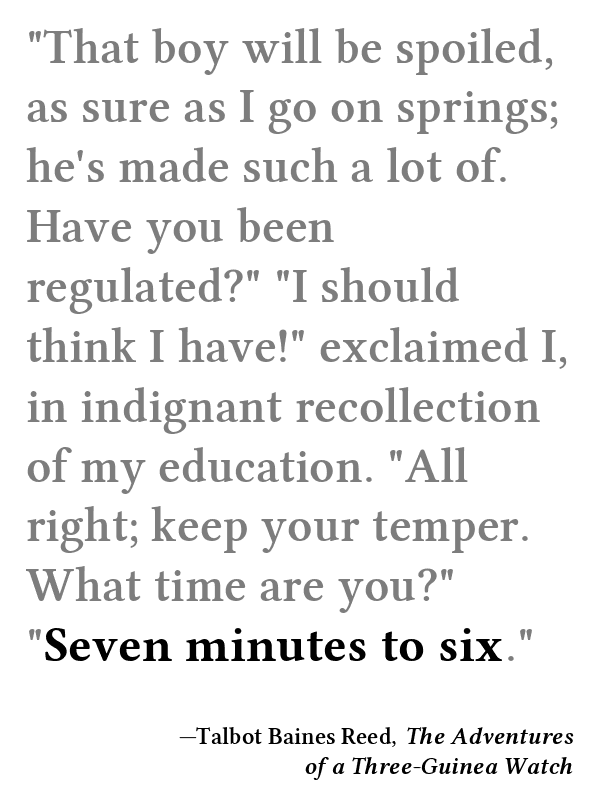 "That boy will be spoiled,
as sure as I go on springs;
he's made such a lot of.
Have you been
regulated?" "I should
think I have!" exclaimed I,
in indignant recollection
of my education. "All
right; keep your temper.
What time are you?"
"Seven minutes to six."
—Talbot Baines Reed, The Adventures
of a Three-Guinea Watch